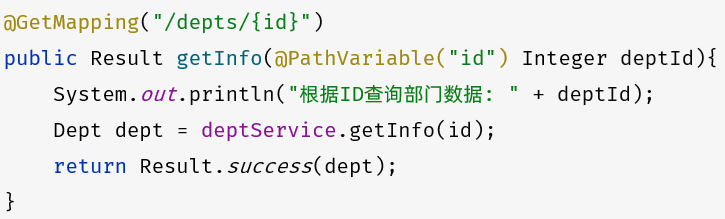 @GetMapping("/depts/{id}")
public Result getInfo(@PathVariable("id") Integer deptId){
    System.out.println("根据ID查询部门数据: " + deptId);
    Dept dept = deptService.getInfo(id);
    return Result.success(dept);
}